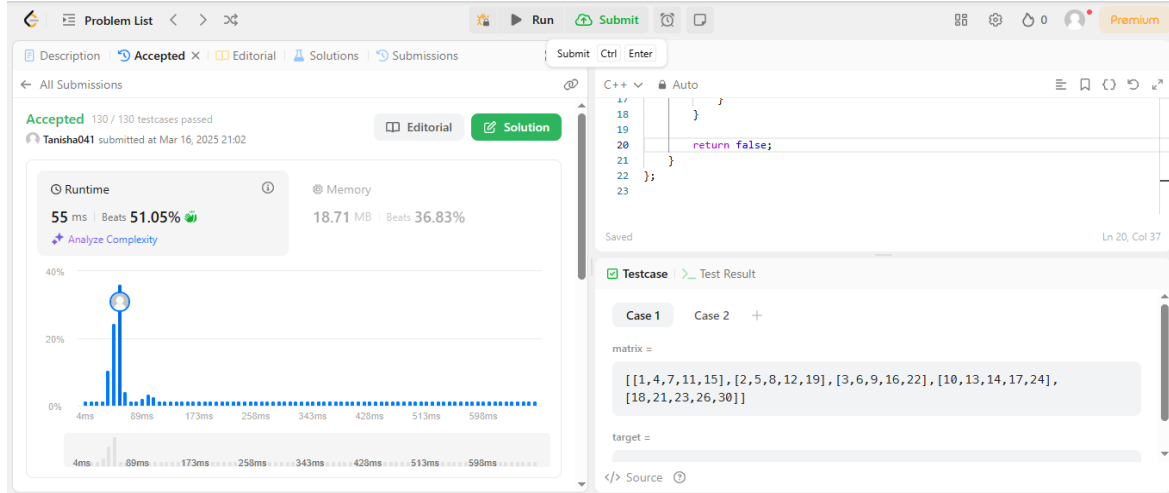 Problem List
Run
Submit
0
Premium
Description
Accepted
Editorial
Solutions
Submissions
Submit Ctrl Enter
All Submissions
Accepted 130 / 130 testcases passed
Tanisha041 submitted at Mar 16, 2025 21:02
Editorial
Solution
Runtime
55 ms Beats 51.05%
Analyze Complexity
Memory
18.71 MB Beats 36.83%
40%
20%
0%
4ms 89ms 173ms 258ms 343ms 428ms 513ms 598ms
4ms 89ms 173ms 258ms 343ms 428ms 513ms 598ms
C++ Auto
17 }
18 }
19
20 return false;
21 }
22 };
23
Saved
Ln 20, Col 37
Testcase
>_ Test Result
Case 1 Case 2 +
matrix =
[[1,4,7,11,15],[2,5,8,12,19],[3,6,9,16,22],[10,13,14,17,24],
[18,21,23,26,30]]
target =
</> Source